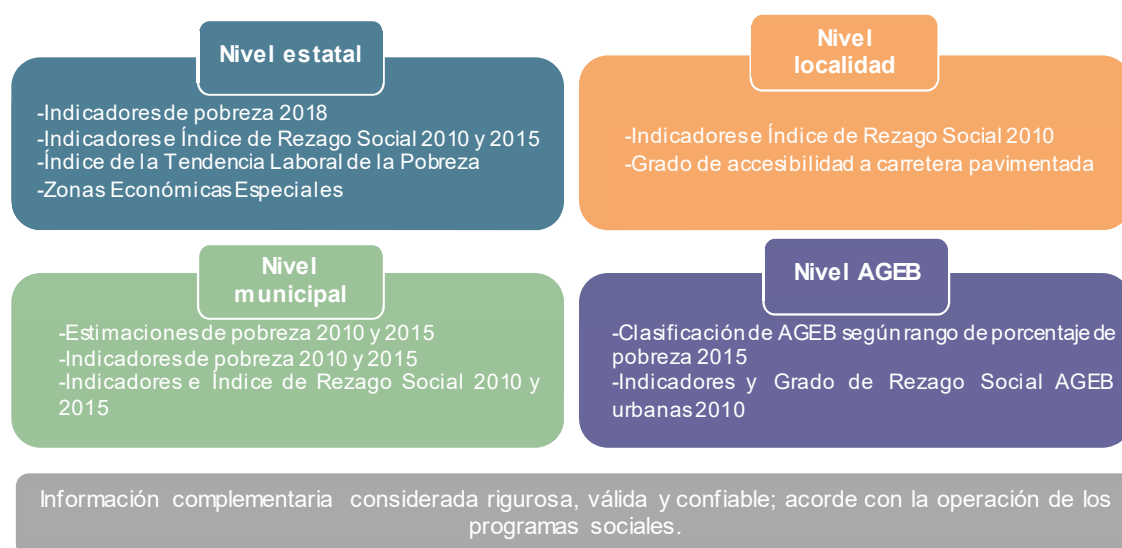 Nivel estatal
-Indicadores de pobreza 2018
-Indicadores e Índice de Rezago Social 2010 y 2015
-Índice de la Tendencia Laboral de la Pobreza
-Zonas Económicas Especiales
Nivel
localidad
-Indicadores e Índice de Rezago Social 2010
-Grado de accesibilidad a carretera pavimentada
Nivel
municipal
-Estimaciones de pobreza 2010 y 2015
-Indicadores de pobreza 2010 y 2015
-Indicadores e Índice de Rezago Social 2010 y
2015
Nivel AGEB
-Clasificación de AGEB según rango de porcentaje de
pobreza 2015
-Indicadores y Grado de Rezago Social AGEB
urbanas 2010
Información complementaria considerada rigurosa, válida y confiable; acorde con la operación de los
programas sociales.